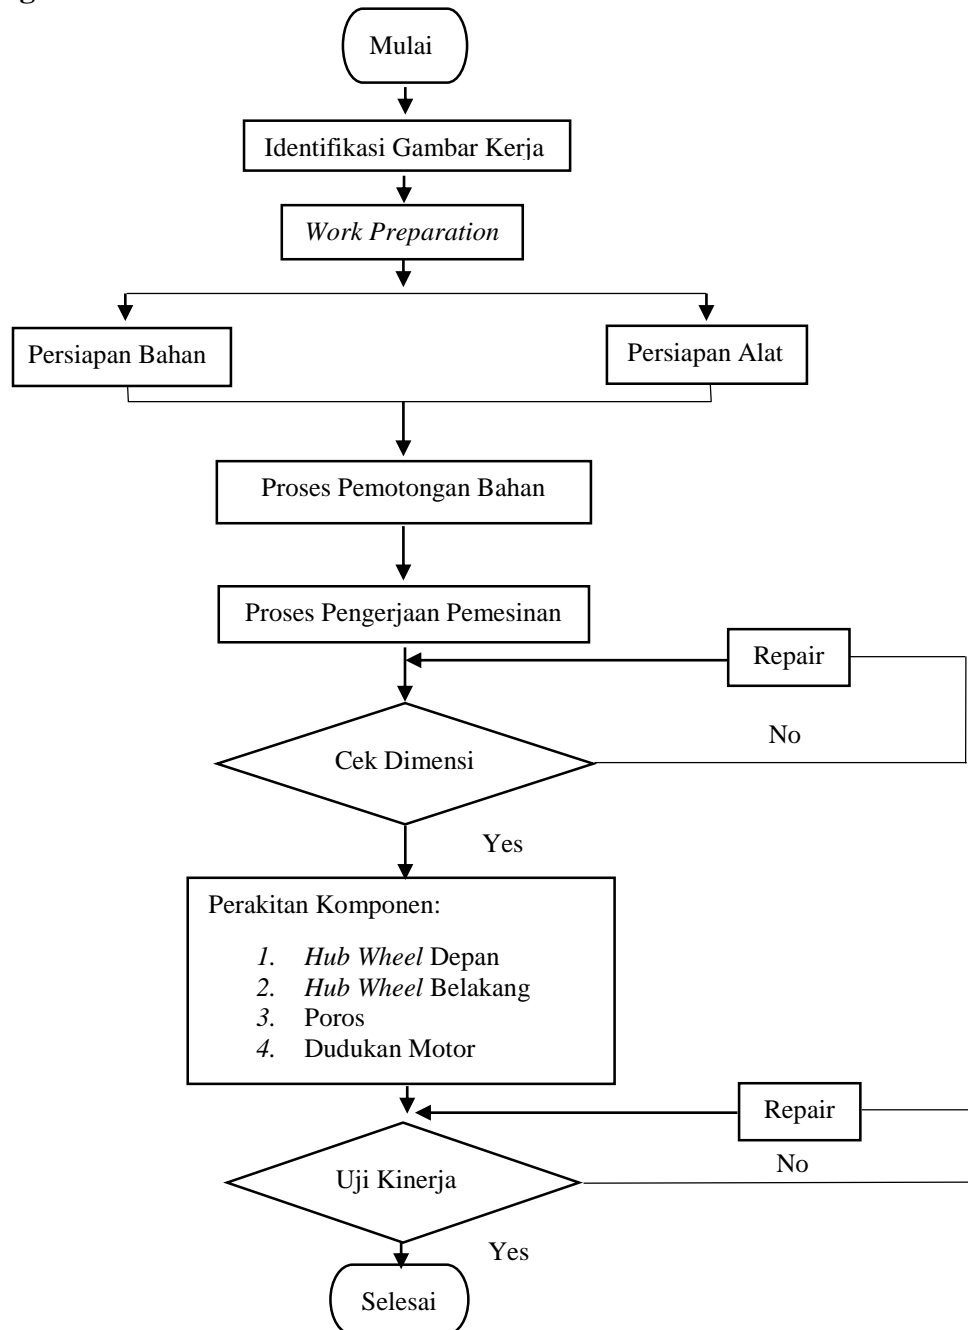 g
Mulai
Identifikasi Gambar Kerja
Work Preparation
Persiapan Bahan
Persiapan Alat
Proses Pemotongan Bahan
Proses Pengerjaan Pemesinan
Repair
No
Cek Dimensi
Yes
Perakitan Komponen:
1. Hub Wheel Depan
2. Hub Wheel Belakang
3. Poros
4. Dudukan Motor
Repair
No
Uji Kinerja
Yes
Selesai